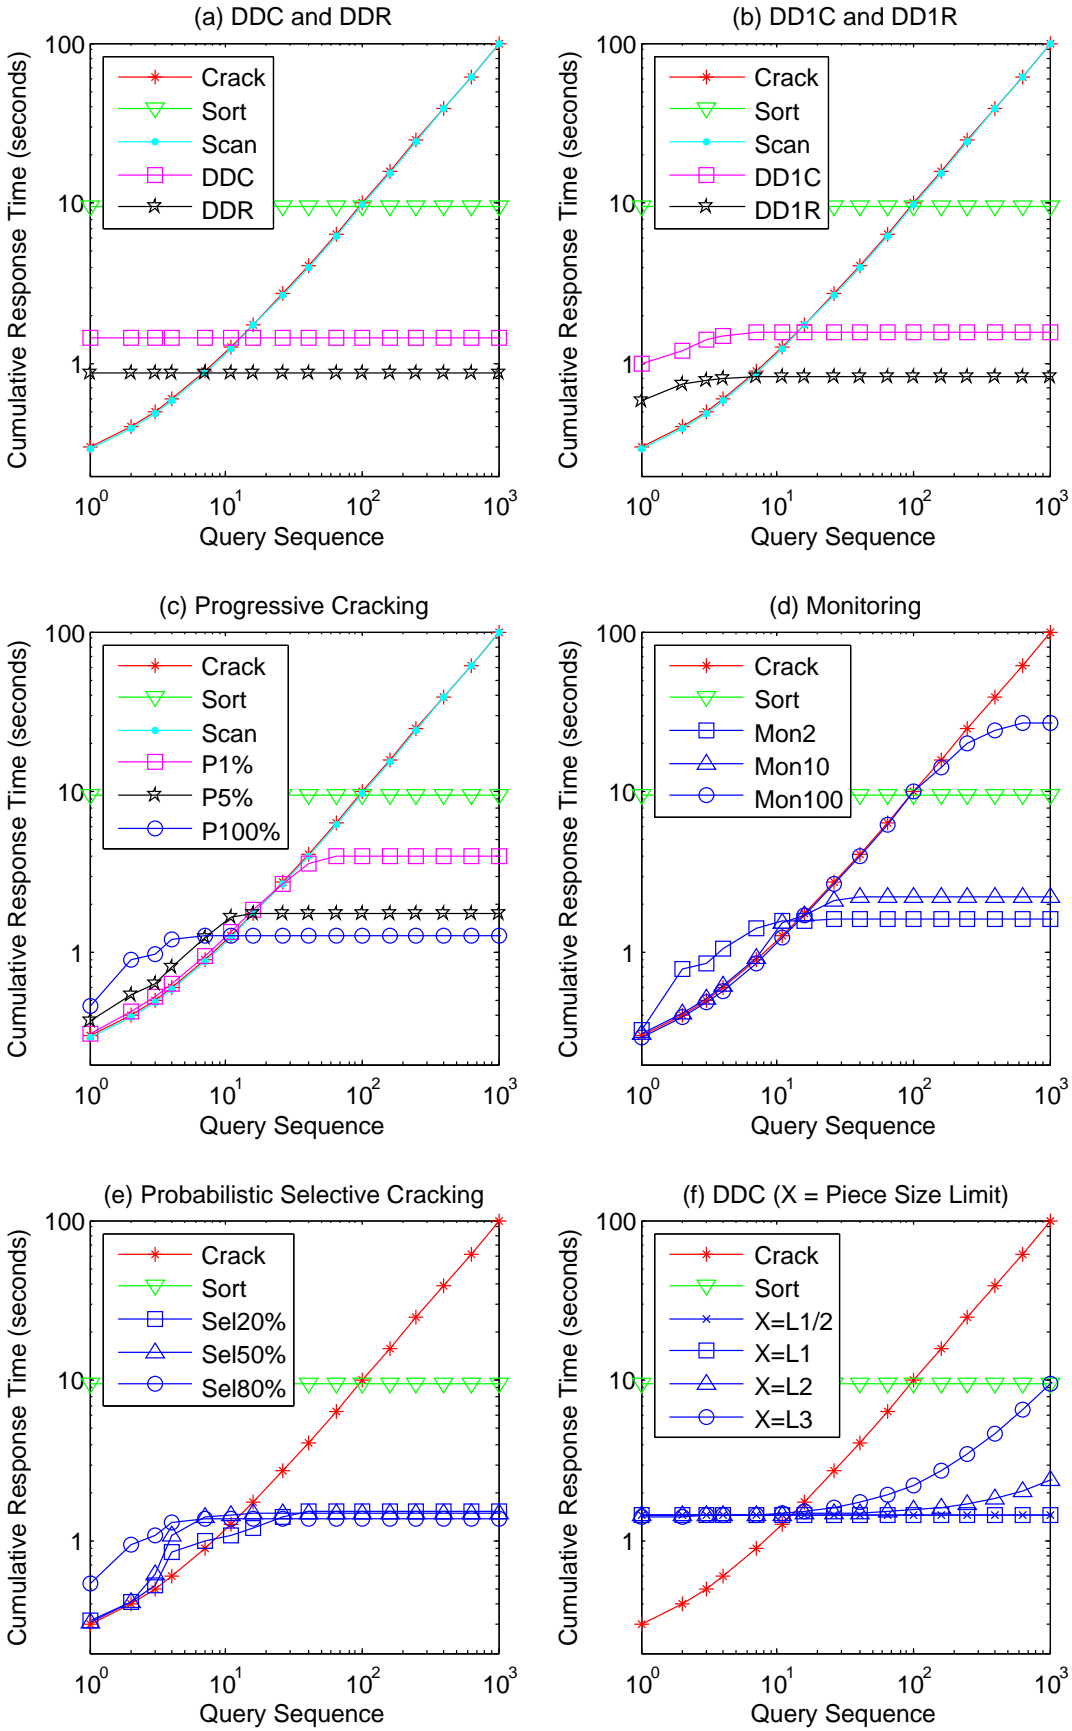 (a) DDC and DDR
Cumulative Response Time (seconds)
100
10
1
Crack
Sort
Scan
DDC
DDR
10^0 10^1 10^2 10^3
Query Sequence
(b) DD1C and DD1R
Cumulative Response Time (seconds)
100
10
1
Crack
Sort
Scan
DD1C
DD1R
10^0 10^1 10^2 10^3
Query Sequence
(c) Progressive Cracking
Cumulative Response Time (seconds)
100
10
1
Crack
Sort
Scan
P1%
P5%
P100%
10^0 10^1 10^2 10^3
Query Sequence
(d) Monitoring
Cumulative Response Time (seconds)
100
10
1
Crack
Sort
Mon2
Mon10
Mon100
10^0 10^1 10^2 10^3
Query Sequence
(e) Probabilistic Selective Cracking
Cumulative Response Time (seconds)
100
10
1
Crack
Sort
Sel20%
Sel50%
Sel80%
10^0 10^1 10^2 10^3
Query Sequence
(f) DDC (X = Piece Size Limit)
Cumulative Response Time (seconds)
100
10
1
Crack
Sort
X=L1/2
X=L1
X=L2
X=L3
10^0 10^1 10^2 10^3
Query Sequence